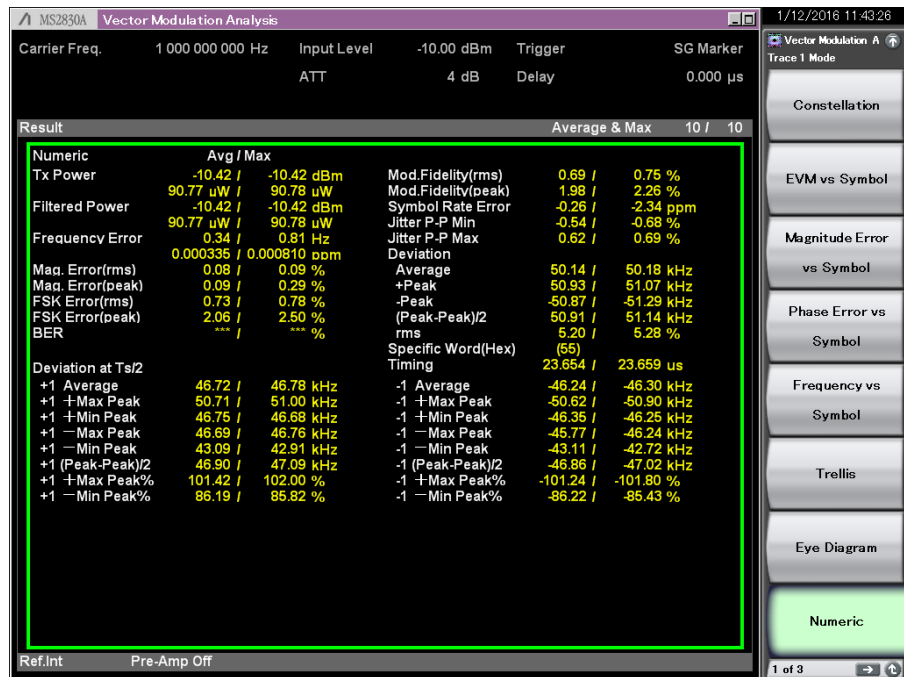 MS2830A Vector Modulation Analysis
1/12/2016 11:43:26
Carrier Freq. 1 000 000 000 Hz Input Level -10.00 dBm Trigger SG Marker
ATT 4 dB Delay 0.000 µs
Result Average & Max 10 / 10
Numeric Avg / Max
Tx Power -10.42 / -10.42 dBm Mod.Fidelity(rms) 0.69 / 0.75 %
90.77 uW / 90.78 uW Mod.Fidelity(peak) 1.98 / 2.26 %
Filtered Power -10.42 / -10.42 dBm Symbol Rate Error -0.26 / -2.34 ppm
90.77 uW / 90.78 uW Jitter P-P Min -0.54 / -0.68 %
Frequency Error 0.34 / 0.81 Hz Jitter P-P Max 0.62 / 0.69 %
0.000335 / 0.000810 ppm Deviation
Mag. Error(rms) 0.08 / 0.09 % Average 50.14 / 50.18 kHz
Mag. Error(peak) 0.09 / 0.29 % +Peak 50.93 / 51.07 kHz
FSK Error(rms) 0.73 / 0.78 % -Peak -50.87 / -51.29 kHz
FSK Error(peak) 2.06 / 2.50 % (Peak-Peak)/2 50.91 / 51.14 kHz
BER *** / *** % rms 5.20 / 5.28 %
Specific Word(Hex) (55)
Deviation at Ts/2 Timing 23.654 / 23.659 us
+1 Average 46.72 / 46.78 kHz -1 Average -46.24 / -46.30 kHz
+1 +Max Peak 50.71 / 51.00 kHz -1 +Max Peak -50.62 / -50.90 kHz
+1 +Min Peak 46.75 / 46.68 kHz -1 +Min Peak -46.35 / -46.25 kHz
+1 -Max Peak 46.69 / 46.76 kHz -1 -Max Peak -45.77 / -46.24 kHz
+1 -Min Peak 43.09 / 42.91 kHz -1 -Min Peak -43.11 / -42.72 kHz
+1 (Peak-Peak)/2 46.90 / 47.09 kHz -1 (Peak-Peak)/2 -46.86 / -47.02 kHz
+1 +Max Peak% 101.42 / 102.00 % -1 +Max Peak% -101.24 / -101.80 %
+1 -Min Peak% 86.19 / 85.82 % -1 -Min Peak% -86.22 / -85.43 %
Ref.Int Pre-Amp Off
Vector Modulation A
Trace 1 Mode
Constellation
EVM vs Symbol
Magnitude Error
vs Symbol
Phase Error vs
Symbol
Frequency vs
Symbol
Trellis
Eye Diagram
Numeric
1 of 3